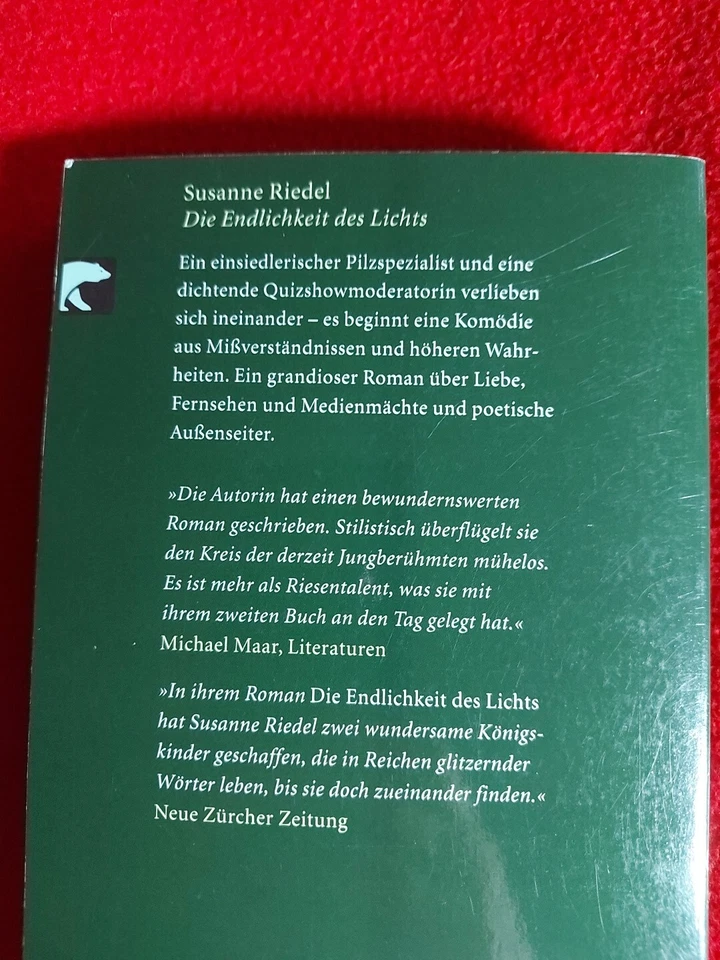 Susanne Riedel
Die Endlichkeit des Lichts
Ein einsiedlerischer Pilzspezialist und eine
dichtende Quizshowmoderatorin verlieben
sich ineinander – es beginnt eine Komödie
aus Mißverständnissen und höheren Wahr-
heiten. Ein grandioser Roman über Liebe,
Fernsehen und Medienmächte und poetische
Außenseiter.
»Die Autorin hat einen bewundernswerten
Roman geschrieben. Stilistisch überflügelt sie
den Kreis der derzeit Jungberühmten mühelos.
Es ist mehr als Riesentalent, was sie mit
ihrem zweiten Buch an den Tag gelegt hat.«
Michael Maar, Literaturen
»In ihrem Roman Die Endlichkeit des Lichts
hat Susanne Riedel zwei wundersame Königs-
kinder geschaffen, die in Reichen glitzernder
Wörter leben, bis sie doch zueinander finden.«
Neue Zürcher Zeitung